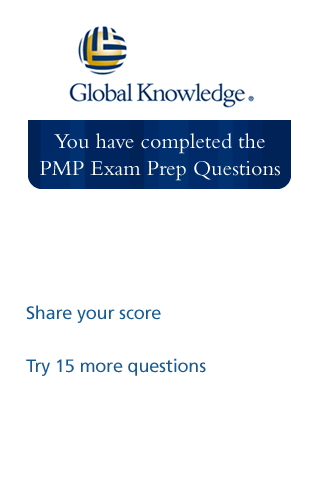 Global Knowledge®
You have completed the
PMP Exam Prep Questions
Share your score
Try 15 more questions